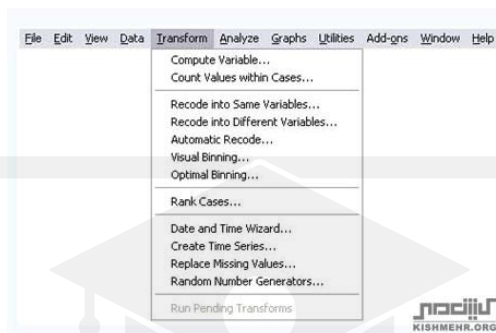 File Edit View Data Transform Analyze Graphs Utilities Add-ons Window Help
Compute Variable...
Count Values within Cases...
Recode into Same Variables...
Recode into Different Variables...
Automatic Recode...
Visual Binning...
Optimal Binning...
Rank Cases...
Date and Time Wizard...
Create Time Series...
Replace Missing Values...
Random Number Generators...
Run Pending Transforms
KISHMEHR.ORG